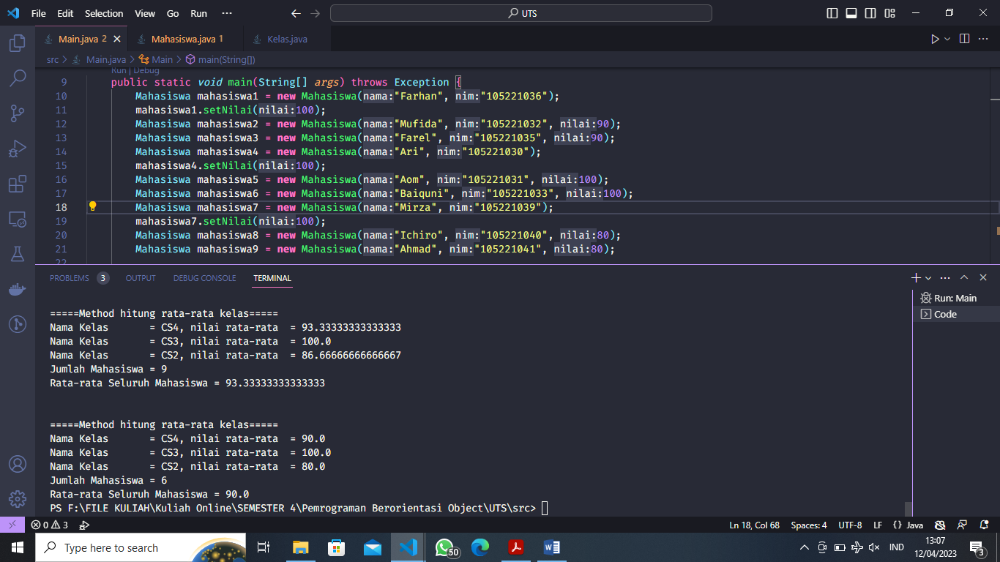 File Edit Selection View Go Run ··· UTS
Main.java 2 Mahasiswa.java 1 Kelas.java
src > Main.java > Main > main(String[])
Run | Debug
9 public static void main(String[] args) throws Exception {
10 Mahasiswa mahasiswa1 = new Mahasiswa(nama:"Farhan", nim:"105221036");
11 mahasiswa1.setNilai(nilai:100);
12 Mahasiswa mahasiswa2 = new Mahasiswa(nama:"Mufida", nim:"105221032", nilai:90);
13 Mahasiswa mahasiswa3 = new Mahasiswa(nama:"Farel", nim:"105221035", nilai:90);
14 Mahasiswa mahasiswa4 = new Mahasiswa(nama:"Ari", nim:"105221030");
15 mahasiswa4.setNilai(nilai:100);
16 Mahasiswa mahasiswa5 = new Mahasiswa(nama:"Aom", nim:"105221031", nilai:100);
17 Mahasiswa mahasiswa6 = new Mahasiswa(nama:"Baiquni", nim:"105221033", nilai:100);
18 Mahasiswa mahasiswa7 = new Mahasiswa(nama:"Mirza", nim:"105221039");
19 mahasiswa7.setNilai(nilai:100);
20 Mahasiswa mahasiswa8 = new Mahasiswa(nama:"Ichiro", nim:"105221040", nilai:80);
21 Mahasiswa mahasiswa9 = new Mahasiswa(nama:"Ahmad", nim:"105221041", nilai:80);
22
PROBLEMS 3 OUTPUT DEBUG CONSOLE TERMINAL
Run: Main
Code
=====Method hitung rata-rata kelas=====
Nama Kelas = CS4, nilai rata-rata = 93.33333333333333
Nama Kelas = CS3, nilai rata-rata = 100.0
Nama Kelas = CS2, nilai rata-rata = 86.66666666666667
Jumlah Mahasiswa = 9
Rata-rata Seluruh Mahasiswa = 93.33333333333333
=====Method hitung rata-rata kelas=====
Nama Kelas = CS4, nilai rata-rata = 90.0
Nama Kelas = CS3, nilai rata-rata = 100.0
Nama Kelas = CS2, nilai rata-rata = 80.0
Jumlah Mahasiswa = 6
Rata-rata Seluruh Mahasiswa = 90.0
PS F:\FILE KULIAH\Kuliah Online\SEMESTER 4\Pemrograman Berorientasi Object\UTS\src>
0 3 Ln 18, Col 68 Spaces: 4 UTF-8 LF {} Java
Type here to search 50 IND 13:07
12/04/2023 3